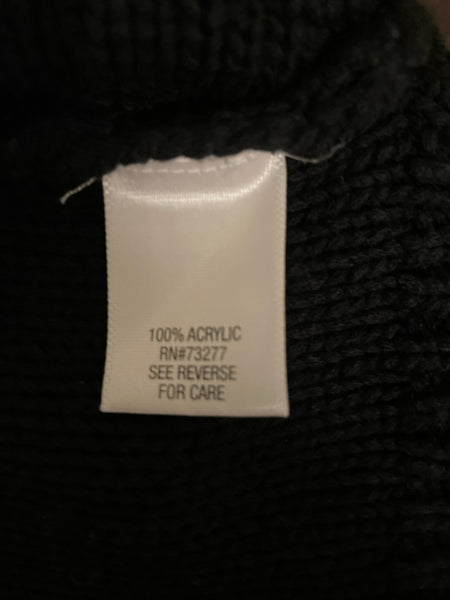 100% ACRYLIC
RN#73277
SEE REVERSE
FOR CARE